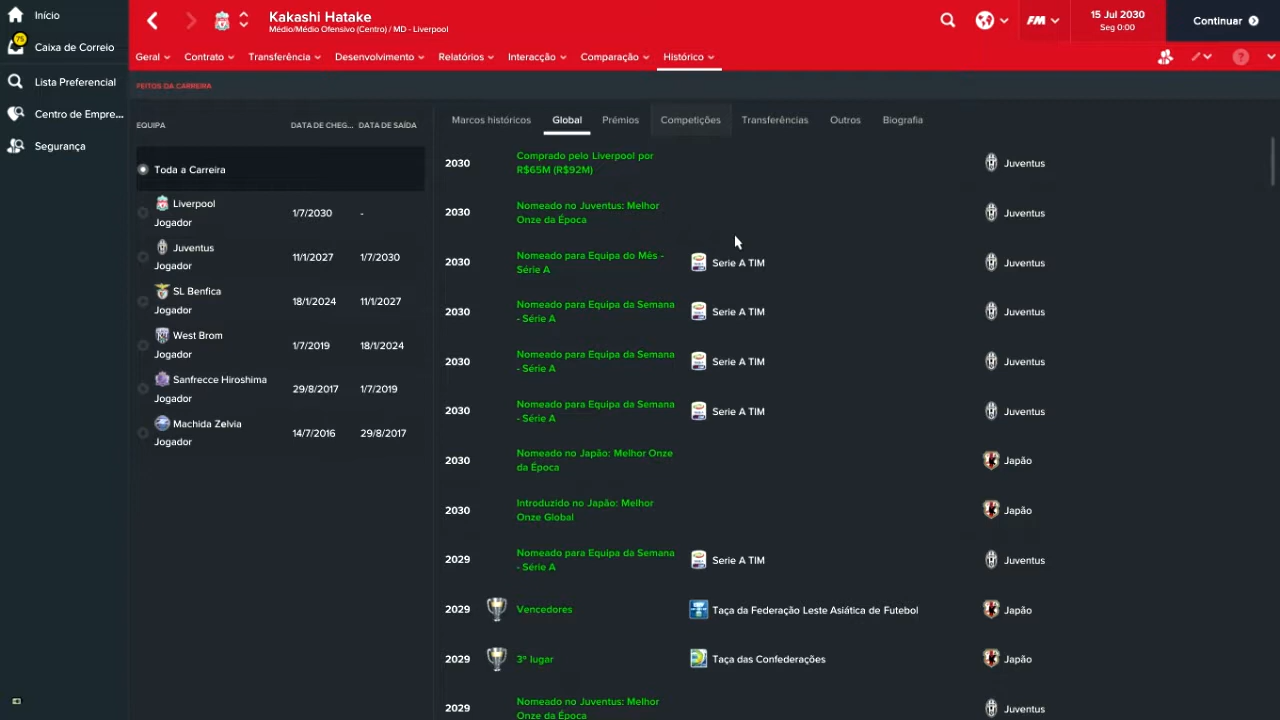 Início
75
Caixa de Correio
Lista Preferencial
Centro de Empre...
Segurança
Kakashi Hatake
Médio/Médio Ofensivo (Centro) / MD - Liverpool
FM
15 Jul 2030
Seg 0:00
Continuar
Geral
Contrato
Transferência
Desenvolvimento
Relatórios
Interacção
Comparação
Histórico
?
FEITOS DA CARREIRA
EQUIPA
DATA DE CHEG...
DATA DE SAÍDA
Toda a Carreira
Liverpool
Jogador
1/7/2030
-
Juventus
Jogador
11/1/2027
1/7/2030
SL Benfica
Jogador
18/1/2024
11/1/2027
West Brom
Jogador
1/7/2019
18/1/2024
Sanfrecce Hiroshima
Jogador
29/8/2017
1/7/2019
Machida Zelvia
Jogador
14/7/2016
29/8/2017
Marcos históricos
Global
Prémios
Competições
Transferências
Outros
Biografia
2030
Comprado pelo Liverpool por
R$65M (R$92M)
Juventus
2030
Nomeado no Juventus: Melhor
Onze da Época
Juventus
2030
Nomeado para Equipa do Mês -
Série A
Serie A TIM
Juventus
2030
Nomeado para Equipa da Semana
- Série A
Serie A TIM
Juventus
2030
Nomeado para Equipa da Semana
- Série A
Serie A TIM
Juventus
2030
Nomeado para Equipa da Semana
- Série A
Serie A TIM
Juventus
2030
Nomeado no Japão: Melhor Onze
da Época
Japão
2030
Introduzido no Japão: Melhor
Onze Global
Japão
2029
Nomeado para Equipa da Semana
- Série A
Serie A TIM
Juventus
2029
Vencedores
Taça da Federação Leste Asiática de Futebol
Japão
2029
3º lugar
Taça das Confederações
Japão
2029
Nomeado no Juventus: Melhor
Onze da Época
Juventus